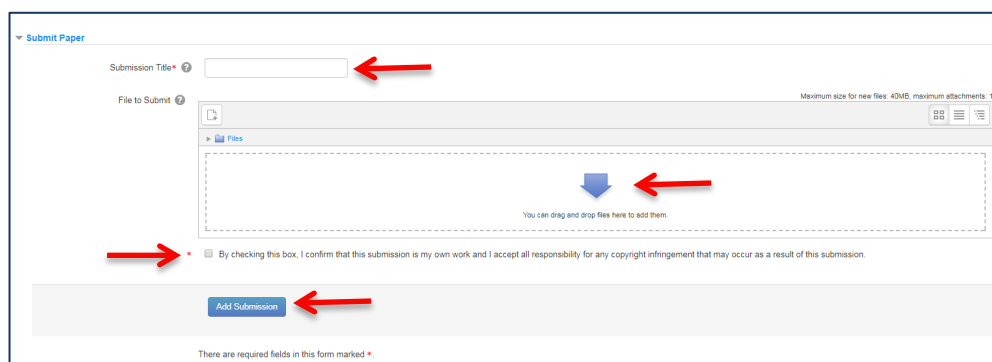 Submit Paper
Submission Title*
File to Submit
Maximum size for new files: 40MB, maximum attachments: 1
Files
You can drag and drop files here to add them.
* By checking this box, I confirm that this submission is my own work and I accept all responsibility for any copyright infringement that may occur as a result of this submission.
Add Submission
There are required fields in this form marked *.